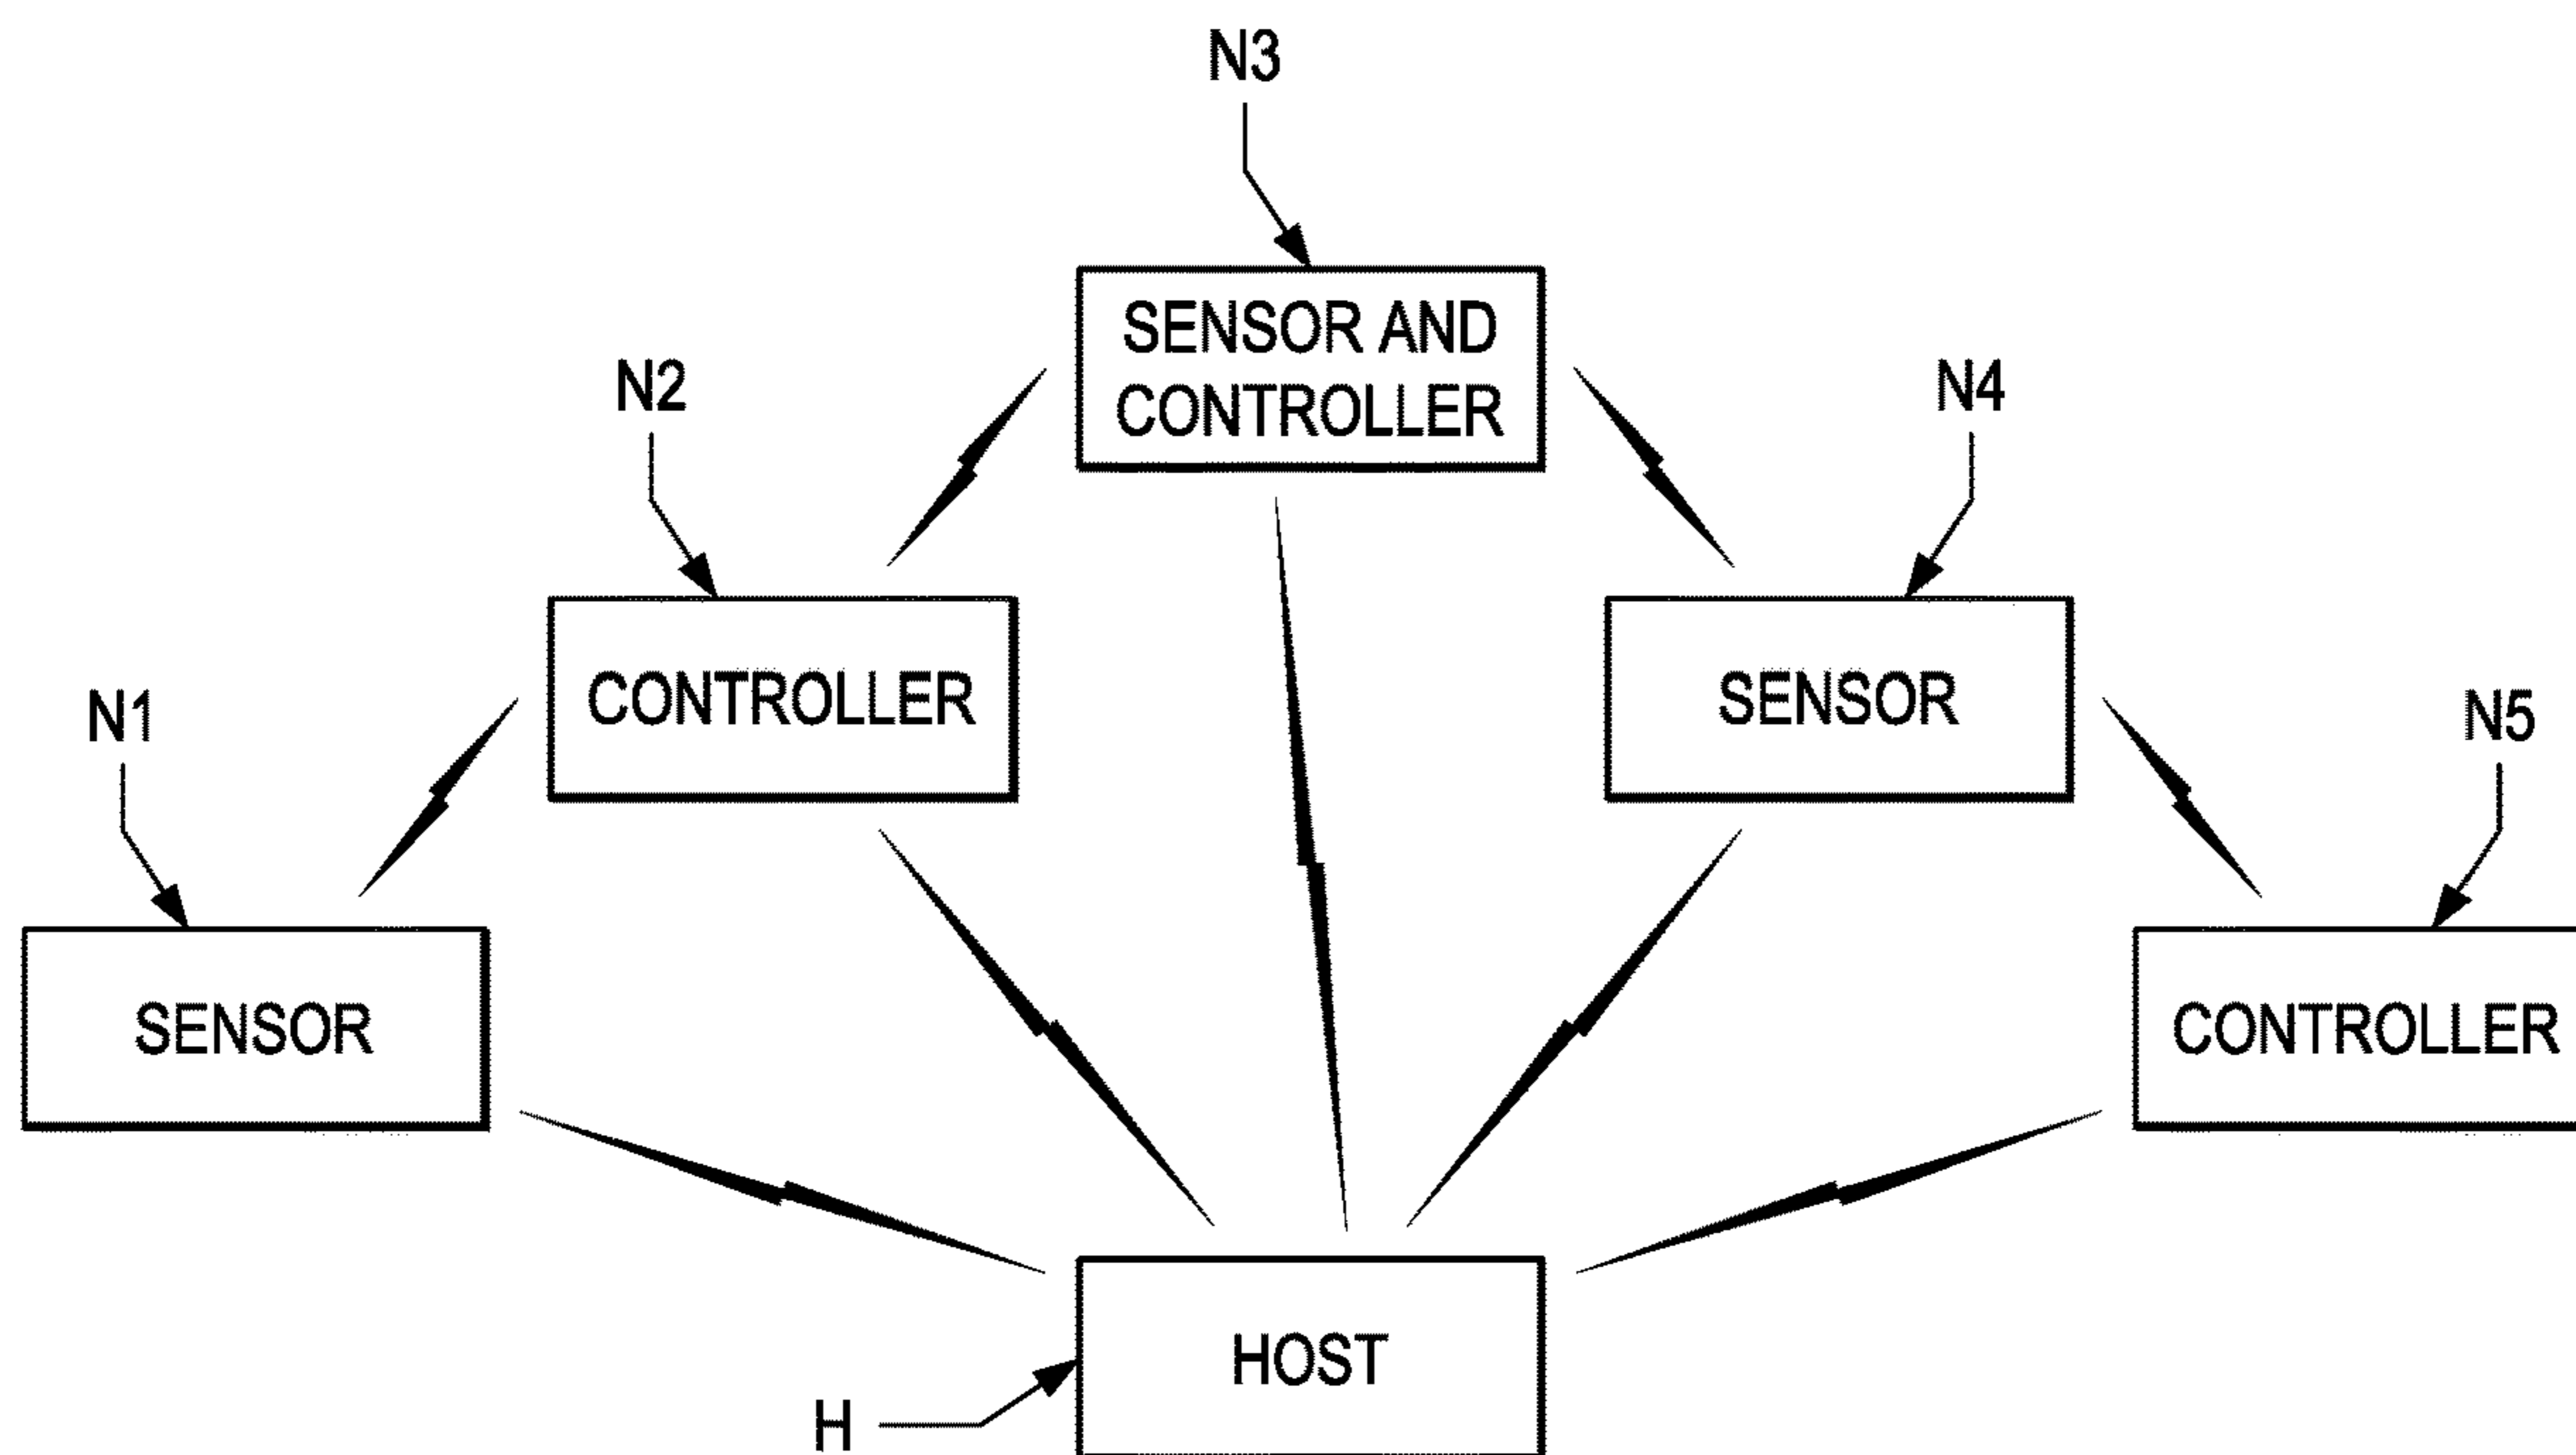 N3
SENSOR AND
CONTROLLER
N2
N4
CONTROLLER
SENSOR
N1
N5
SENSOR
CONTROLLER
HOST
H